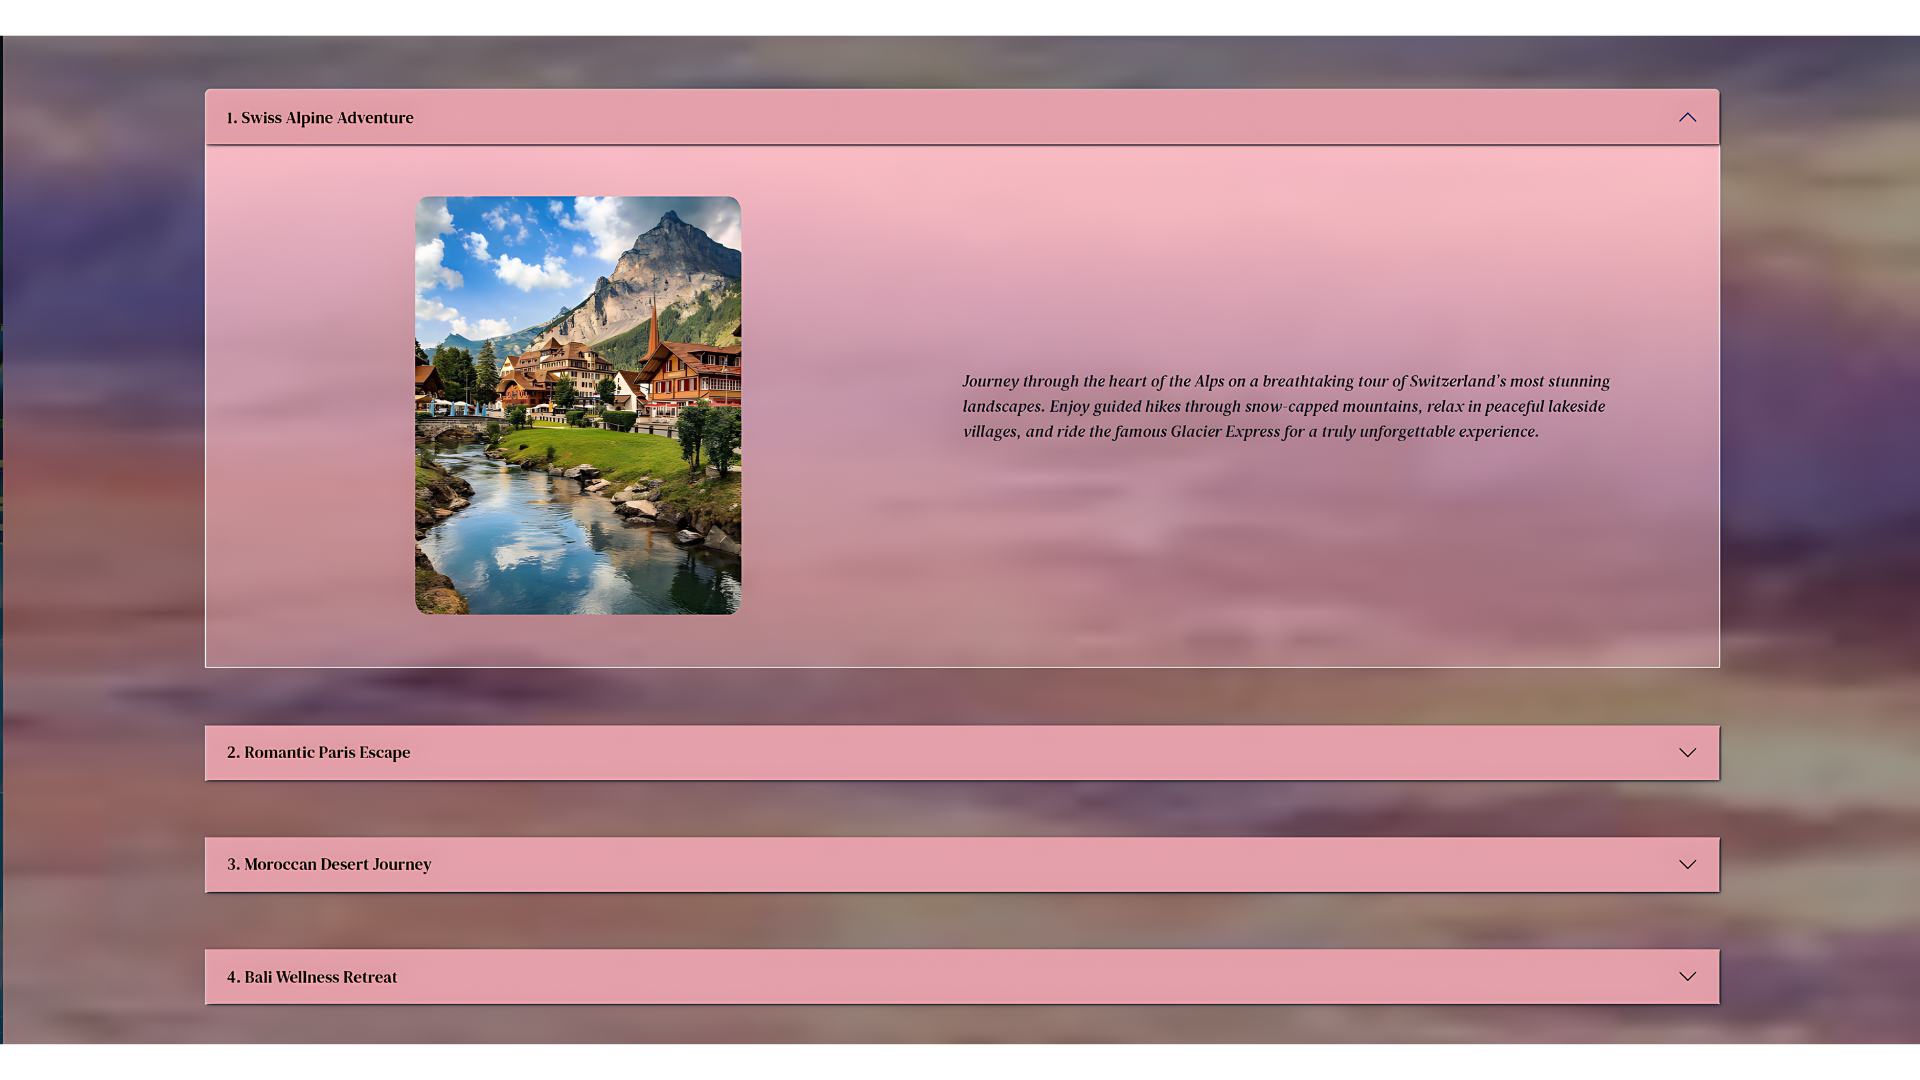 1. Swiss Alpine Adventure
Journey through the heart of the Alps on a breathtaking tour of Switzerland's most stunning
landscapes. Enjoy guided hikes through snow-capped mountains, relax in peaceful lakeside
villages, and ride the famous Glacier Express for a truly unforgettable experience.
2. Romantic Paris Escape
3. Moroccan Desert Journey
4. Bali Wellness Retreat